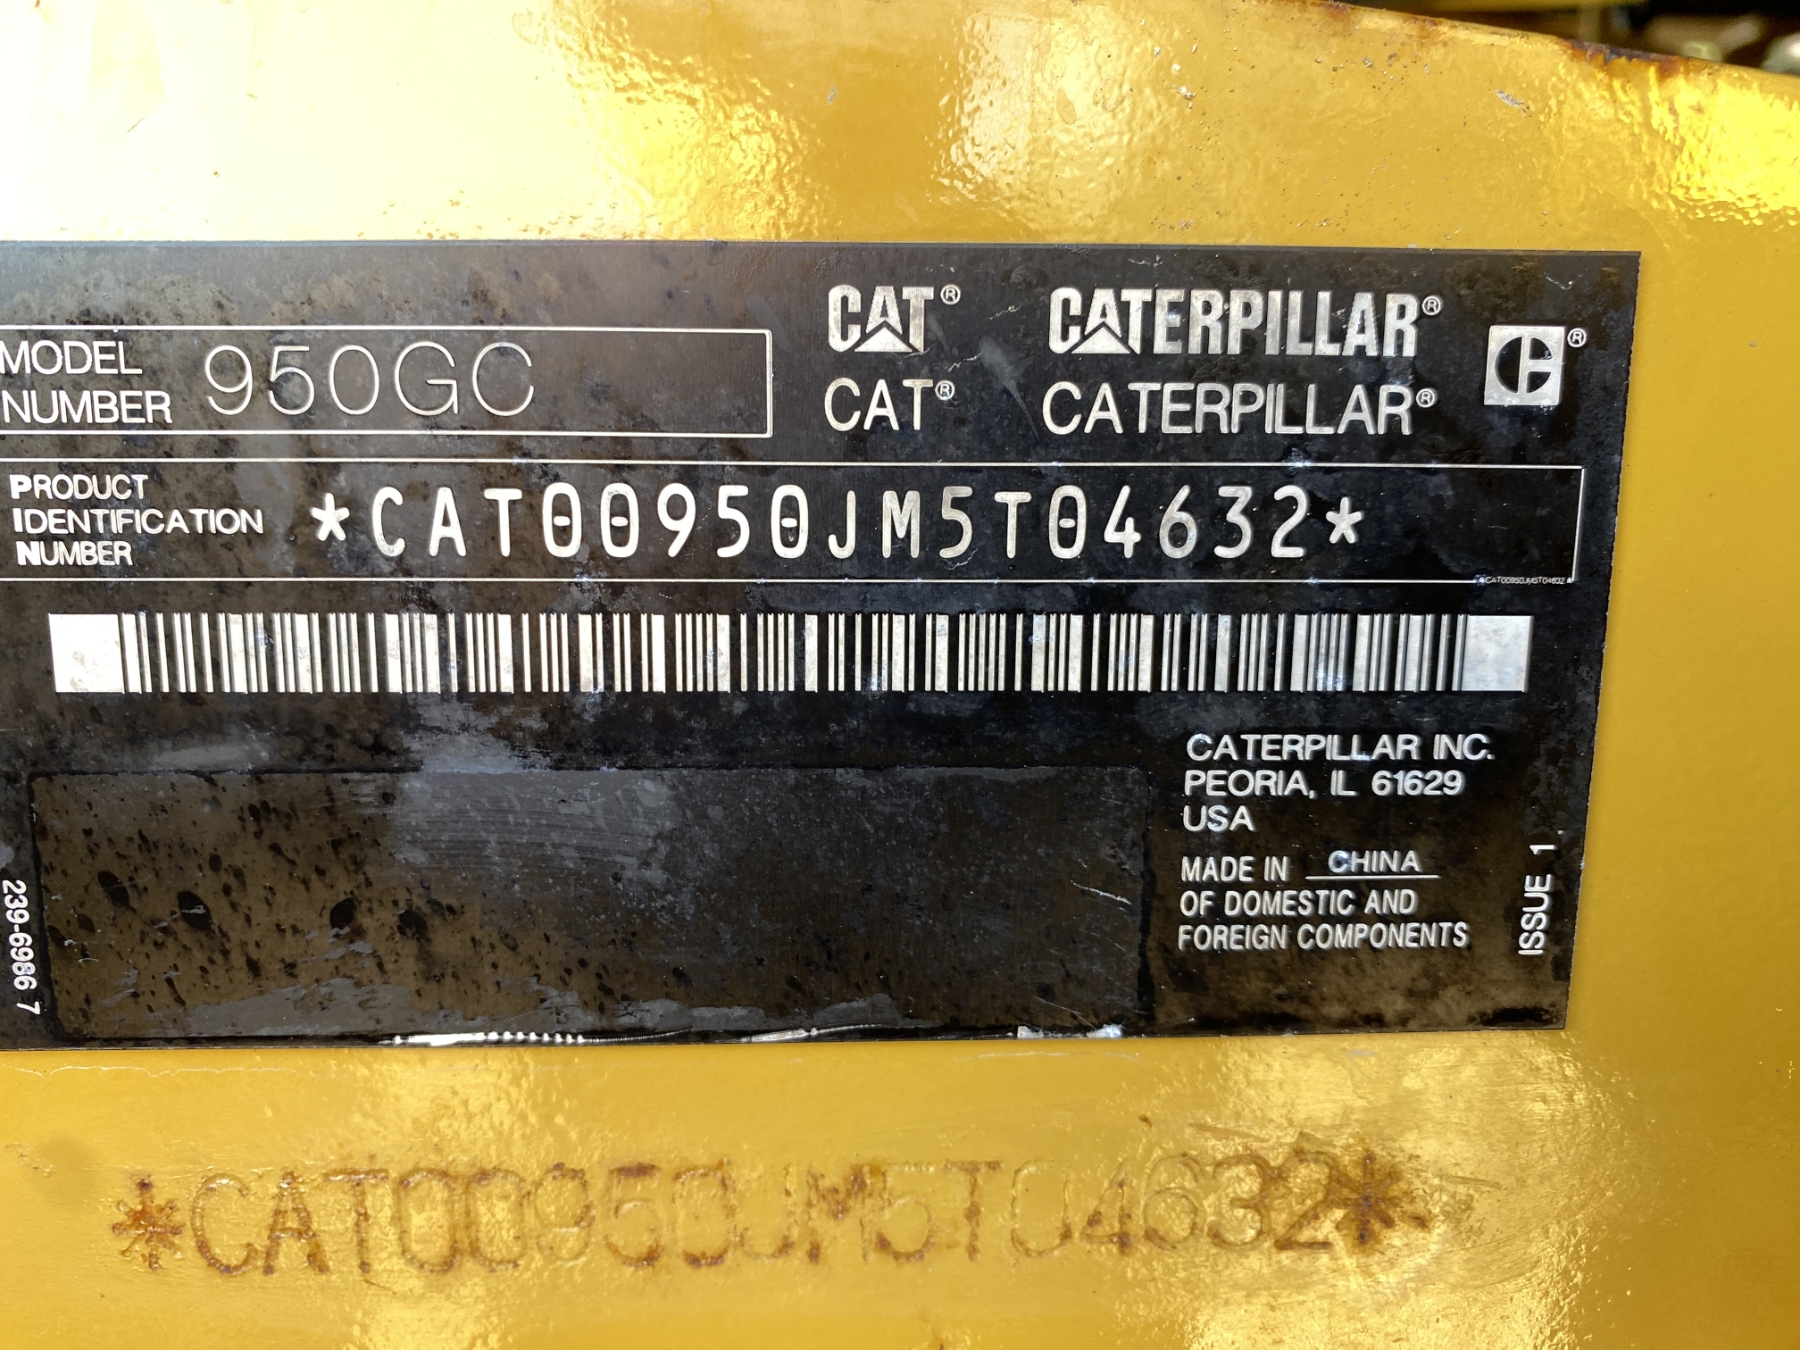 CAT® CATERPILLAR®
MODEL NUMBER 950GC
CAT® CATERPILLAR®
PRODUCT
IDENTIFICATION
NUMBER
*CAT00950JM5T04632*
*CAT00950JM5T04632*
CATERPILLAR INC.
PEORIA, IL 61629
USA
MADE IN CHINA
OF DOMESTIC AND
FOREIGN COMPONENTS
ISSUE 1
239-6986 7
*CAT00950JM5T04632*